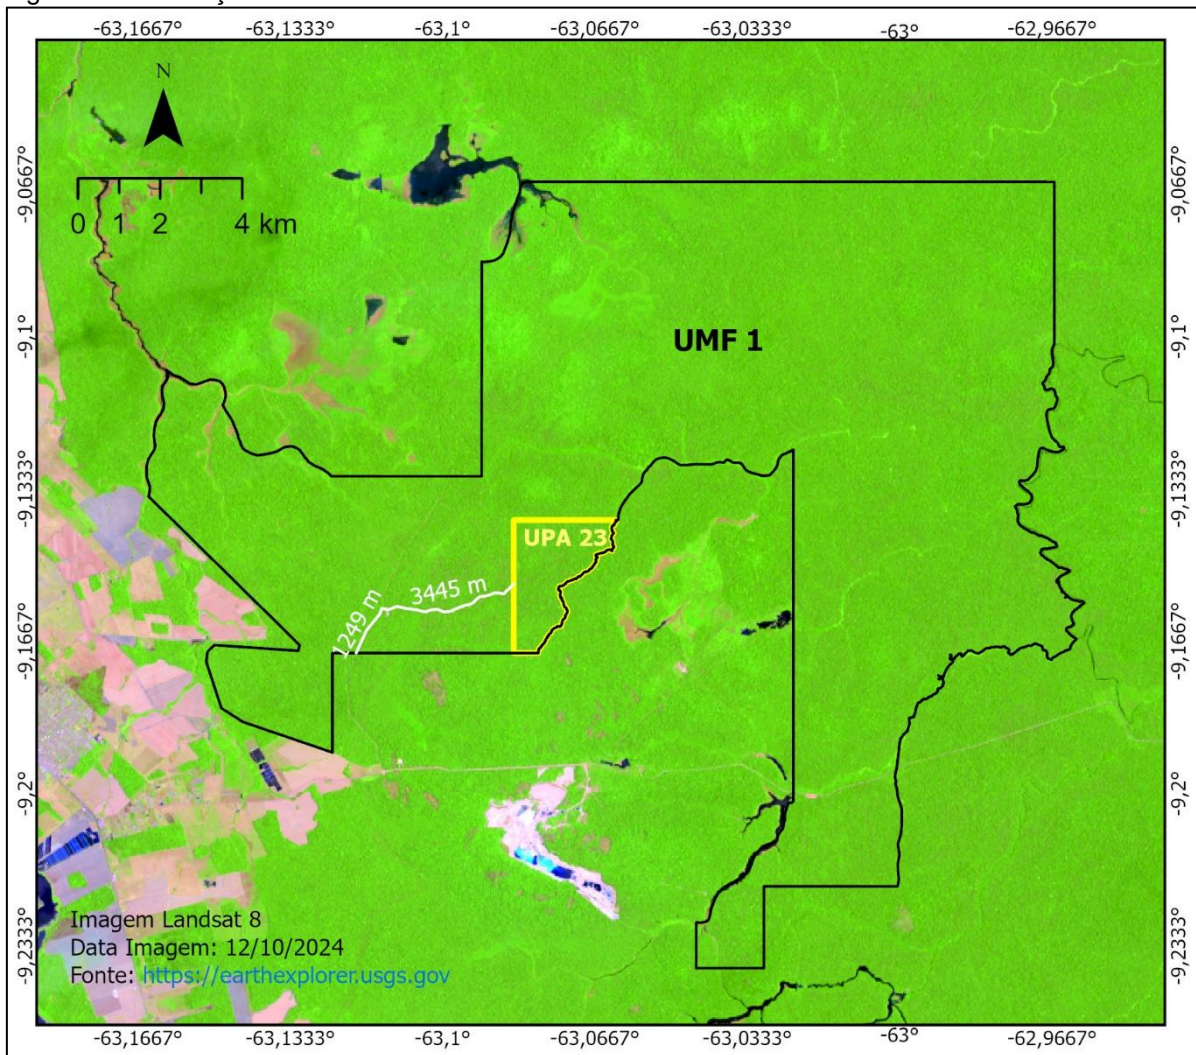 -63,1667° -63,1333° -63,1° -63,0667° -63,0333° -63° -62,9667°
N
-9,0667° -9,0667°
0 1 2 4 km
-9,1° UMF 1 -9,1°
-9,1333° -9,1333°
UPA 23
1249 m 3445 m
-9,1667° -9,1667°
-9,2° -9,2°
Imagem Landsat 8
Data Imagem: 12/10/2024
-9,2333° -9,2333°
Fonte: https://earthexplorer.usgs.gov
-63,1667° -63,1333° -63,1° -63,0667° -63,0333° -63° -62,9667°